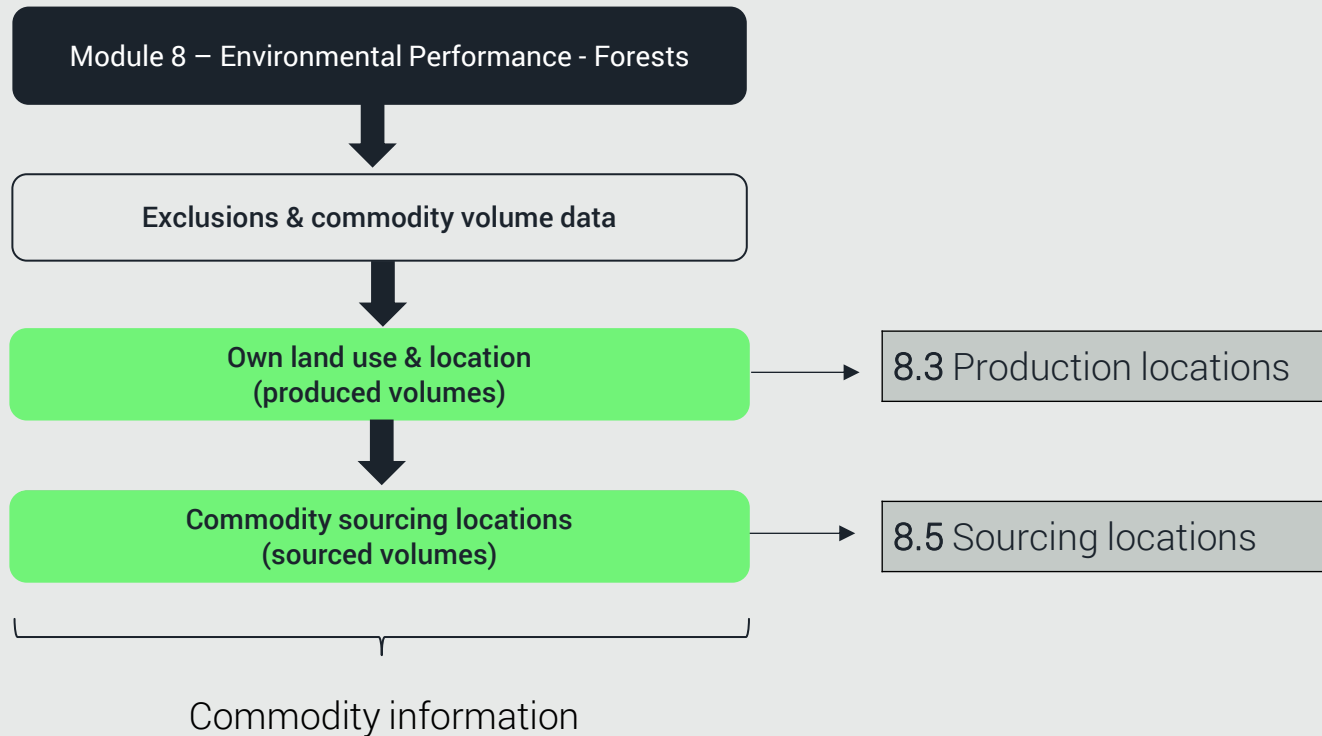 Module 8 – Environmental Performance - Forests
Exclusions & commodity volume data
Own land use & location
(produced volumes)
8.3 Production locations
Commodity sourcing locations
(sourced volumes)
8.5 Sourcing locations
Commodity information